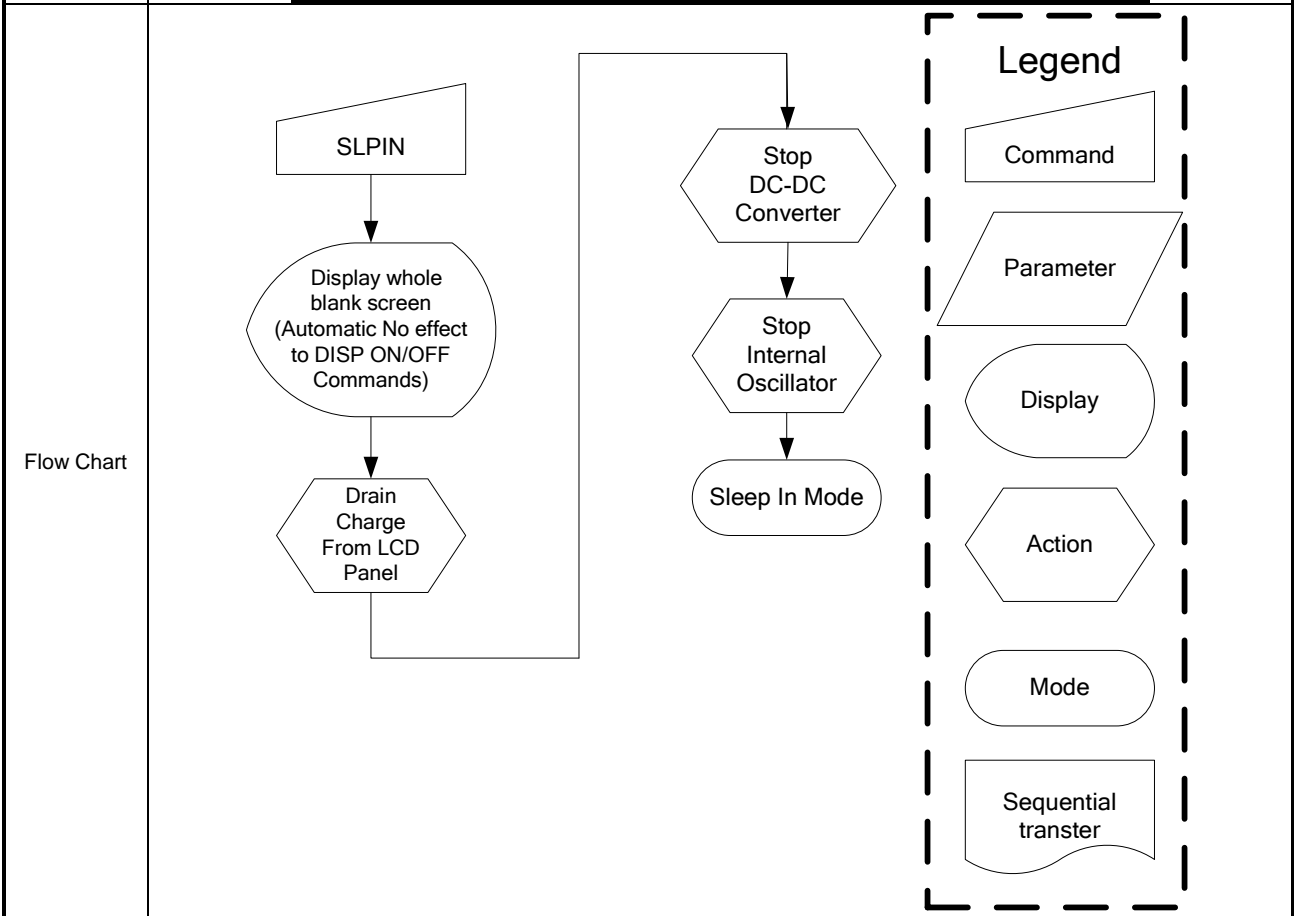 Flow Chart
SLPIN
Display whole
blank screen
(Automatic No effect
to DISP ON/OFF
Commands)
Drain
Charge
From LCD
Panel
Stop
DC-DC
Converter
Stop
Internal
Oscillator
Sleep In Mode
Legend
Command
Parameter
Display
Action
Mode
Sequential
transter